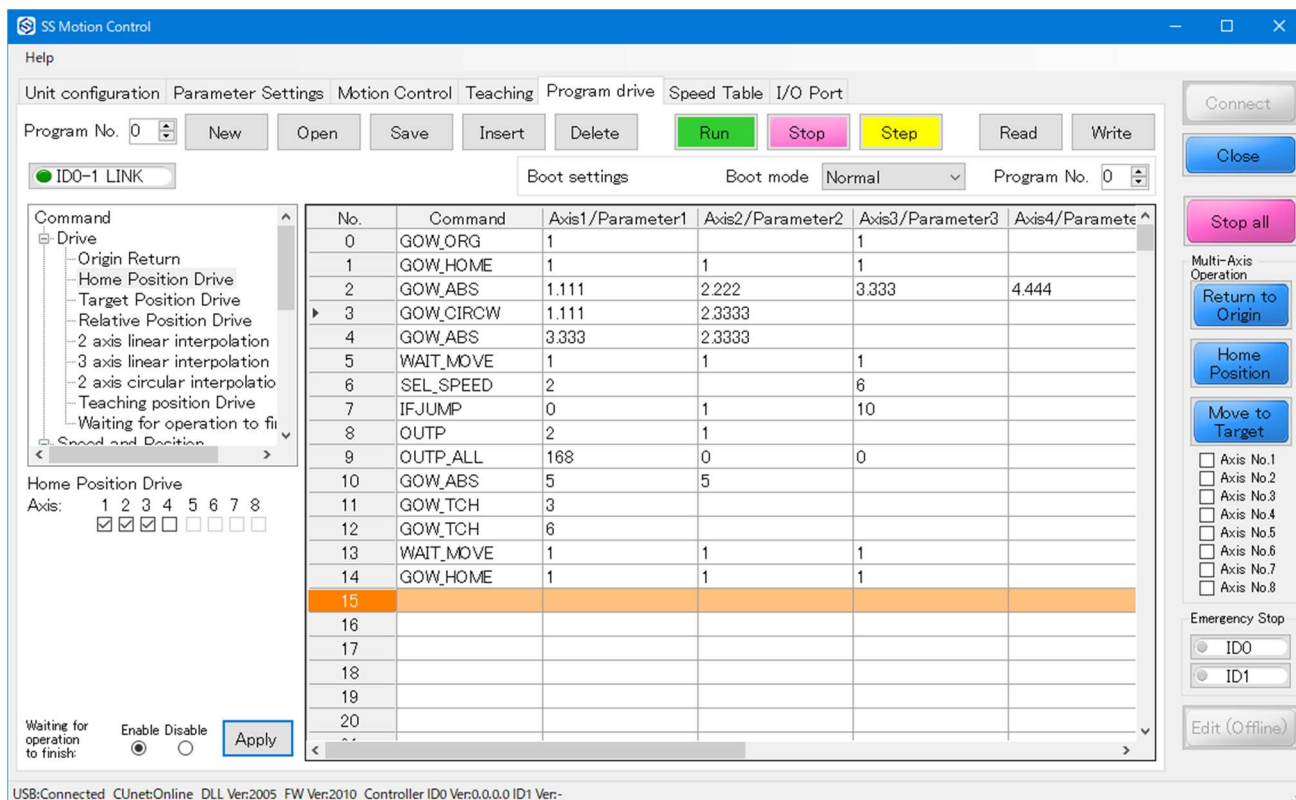 SS Motion Control
Help
Unit configuration Parameter Settings Motion Control Teaching Program drive Speed Table I/O Port
Program No. 0 New Open Save Insert Delete Run Stop Step Read Write
ID0-1 LINK Boot settings Boot mode Normal Program No. 0
Command
Drive
Origin Return
Home Position Drive
Target Position Drive
Relative Position Drive
2 axis linear interpolation
3 axis linear interpolation
2 axis circular interpolatio
Teaching position Drive
Waiting for operation to fii
Speed and Position
Home Position Drive
Axis: 1 2 3 4 5 6 7 8
Waiting for
operation
to finish:
Enable Disable
Apply
No. Command Axis1/Parameter1 Axis2/Parameter2 Axis3/Parameter3 Axis4/Paramete
0 GOW_ORG 1 1
1 GOW_HOME 1 1 1
2 GOW_ABS 1.111 2.222 3.333 4.444
3 GOW_CIRCW 1.111 2.3333
4 GOW_ABS 3.333 2.3333
5 WAIT_MOVE 1 1 1
6 SEL_SPEED 2 6
7 IFJUMP 0 1 10
8 OUTP 2 1
9 OUTP_ALL 168 0 0
10 GOW_ABS 5 5
11 GOW_TCH 3
12 GOW_TCH 6
13 WAIT_MOVE 1 1 1
14 GOW_HOME 1 1 1
15
16
17
18
19
20
Connect
Close
Stop all
Multi-Axis
Operation
Return to
Origin
Home
Position
Move to
Target
Axis No.1
Axis No.2
Axis No.3
Axis No.4
Axis No.5
Axis No.6
Axis No.7
Axis No.8
Emergency Stop
ID0
ID1
Edit (Offline)
USB:Connected CUnet:Online DLL Ver:2005 FW Ver:2010 Controller ID0 Ver:0.0.0.0 ID1 Ver:-